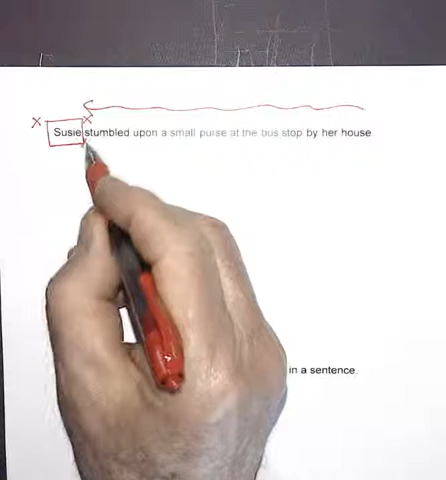 x x
Susie stumbled upon a small purse at the bus stop by her house.
in a sentence.